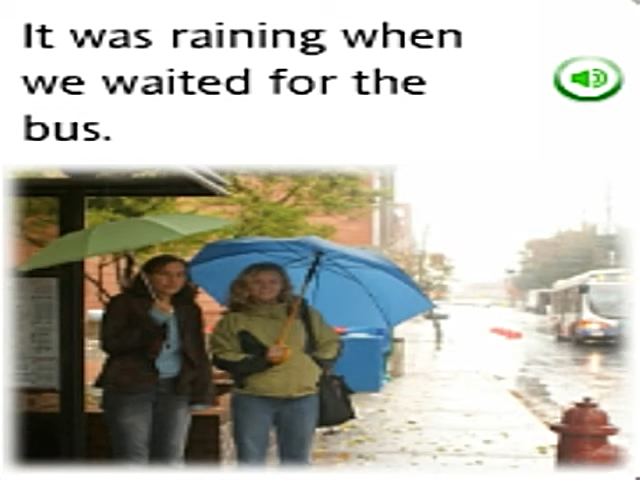 It was raining when
we waited for the
bus.